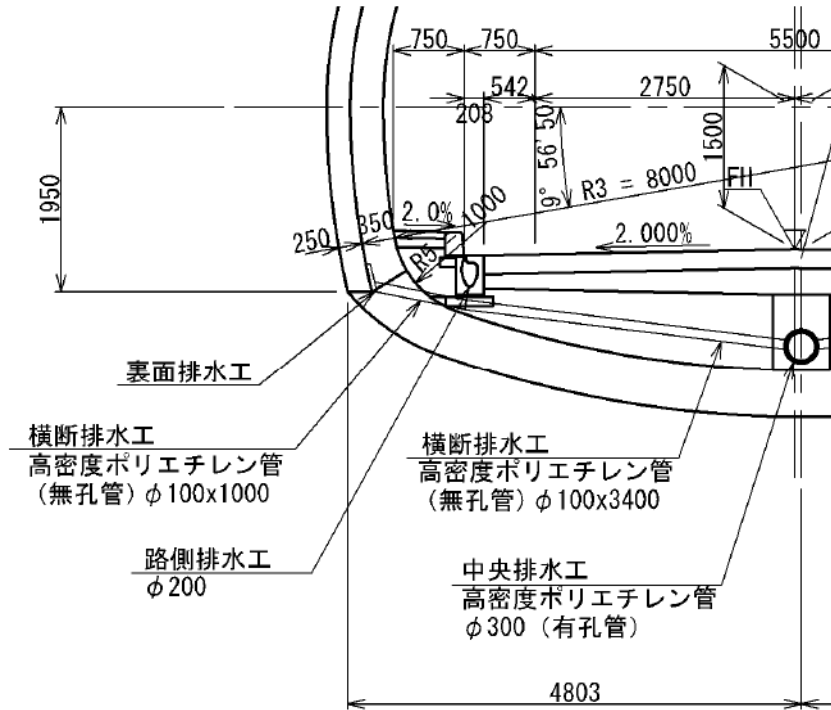 750
750
5500
542
2750
208
1500
9° 56' 50
R3 = 8000
FH
1950
250
350
2.0%
1000
R5
2.000%
裏面排水工
横断排水工
高密度ポリエチレン管
(無孔管) φ100x1000
横断排水工
高密度ポリエチレン管
(無孔管) φ100x3400
路側排水工
φ200
中央排水工
高密度ポリエチレン管
φ300 (有孔管)
4803